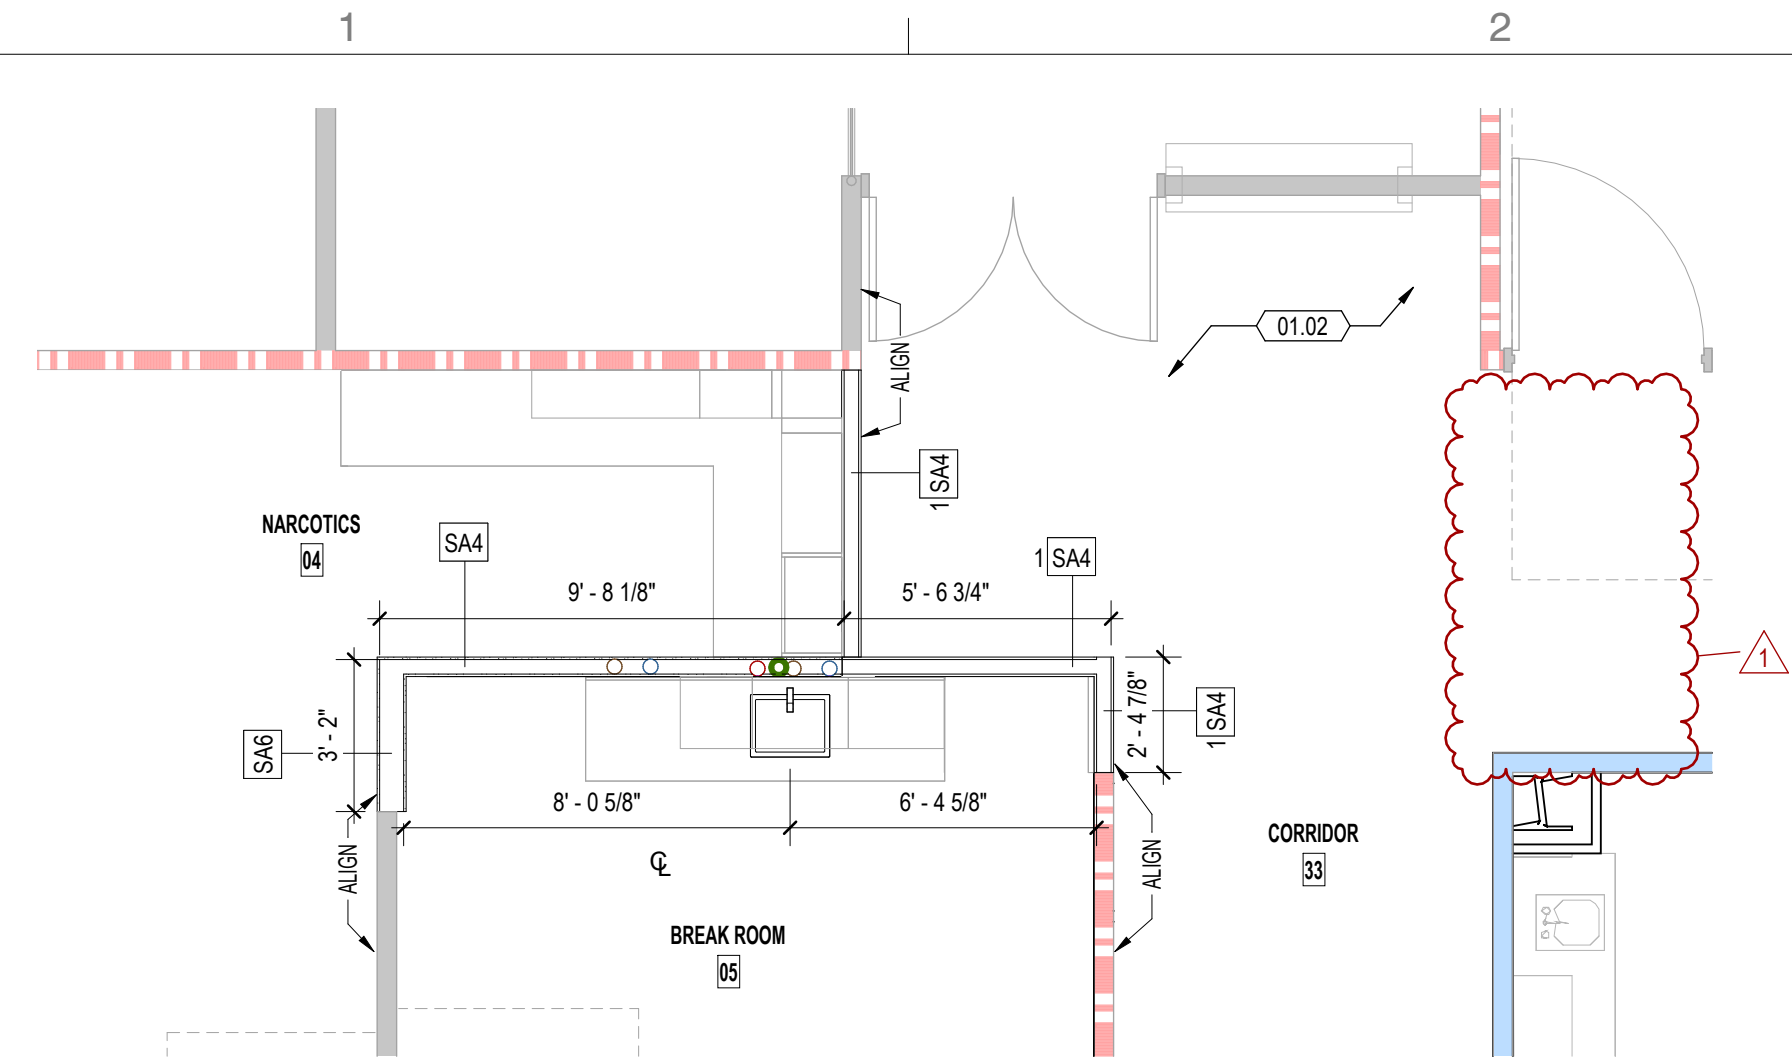 1
2
01.02
ALIGN
1 SA4
NARCOTICS
04
SA4
1 SA4
9' - 8 1/8"
5' - 6 3/4"
1
SA6
3' - 2"
2' - 4 7/8"
1 SA4
8' - 0 5/8"
6' - 4 5/8"
ALIGN
℄
ALIGN
CORRIDOR
33
BREAK ROOM
05